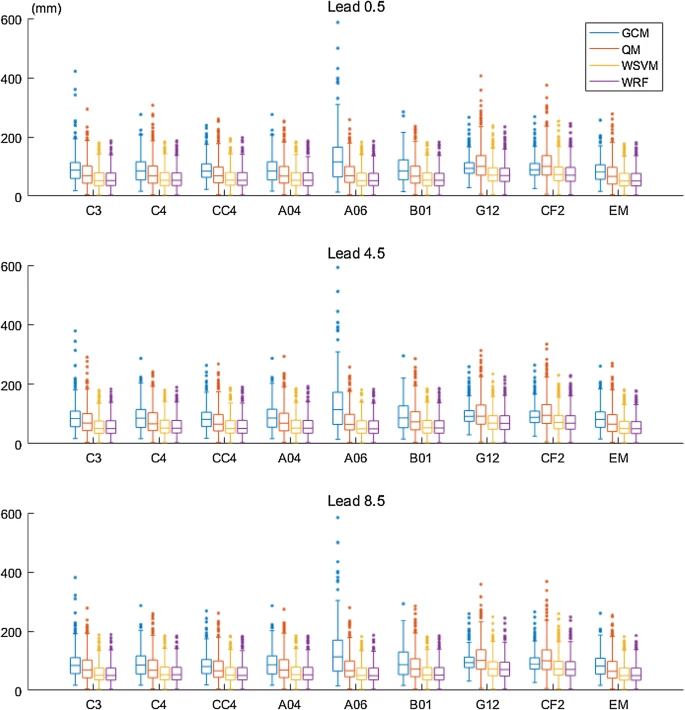 (mm)
Lead 0.5
600
400
200
0
GCM
QM
WSVM
WRF
C3 C4 CC4 A04 A06 B01 G12 CF2 EM
Lead 4.5
600
400
200
0
C3 C4 CC4 A04 A06 B01 G12 CF2 EM
Lead 8.5
600
400
200
0
C3 C4 CC4 A04 A06 B01 G12 CF2 EM